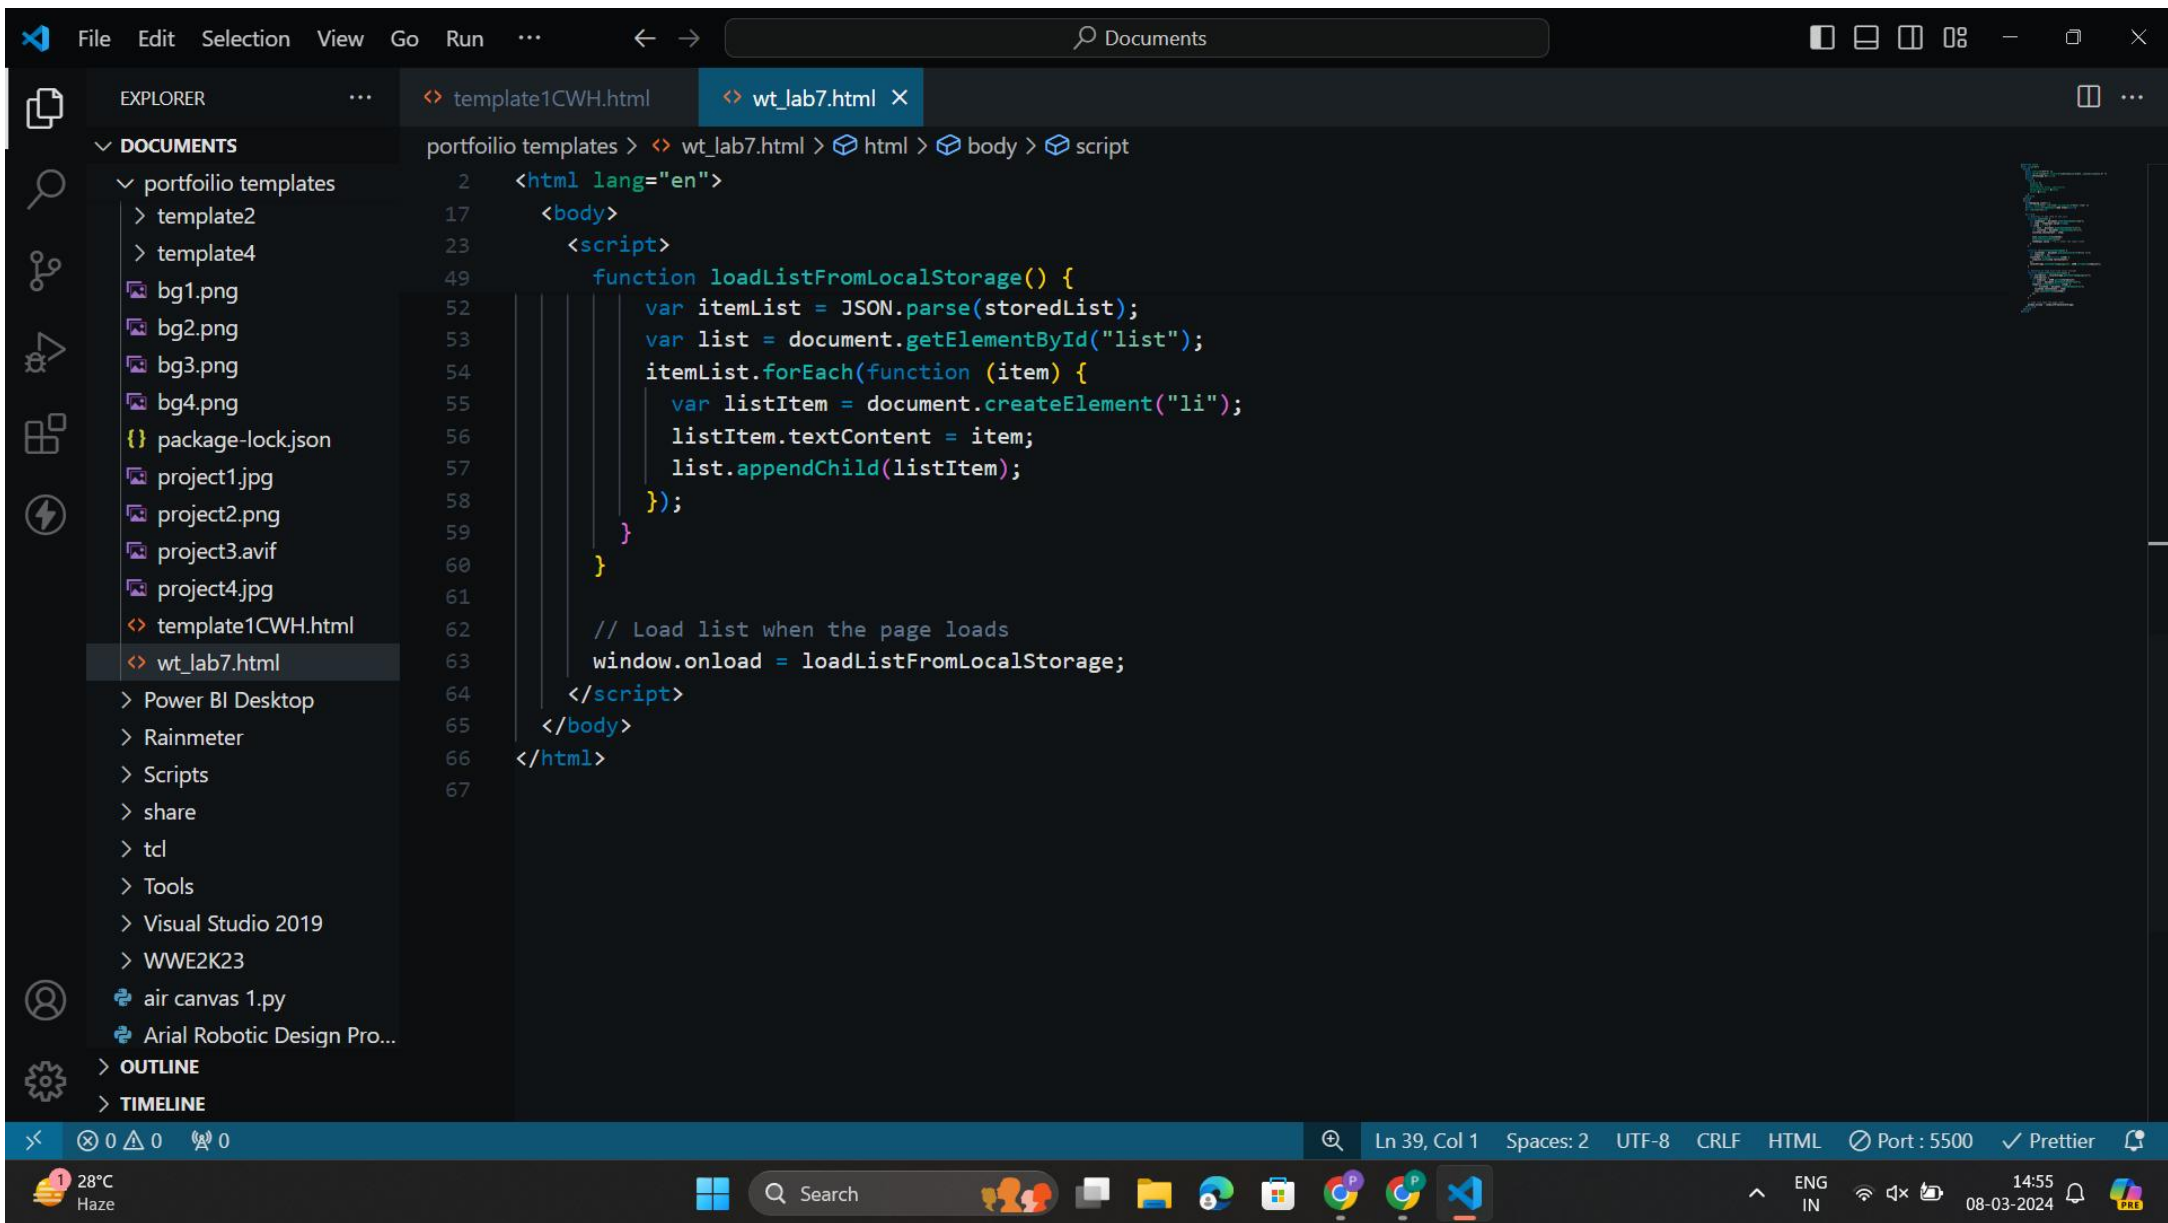 File Edit Selection View Go Run ··· Documents
EXPLORER ···
template1CWH.html wt_lab7.html
DOCUMENTS
portfoilio templates
template2
template4
bg1.png
bg2.png
bg3.png
bg4.png
{} package-lock.json
project1.jpg
project2.png
project3.avif
project4.jpg
template1CWH.html
wt_lab7.html
Power BI Desktop
Rainmeter
Scripts
share
tcl
Tools
Visual Studio 2019
WWE2K23
air canvas 1.py
Arial Robotic Design Pro...
OUTLINE
TIMELINE
portfoilio templates > wt_lab7.html > html > body > script
2 <html lang="en">
17 <body>
23 <script>
49 function loadListFromLocalStorage() {
52 var itemList = JSON.parse(storedList);
53 var list = document.getElementById("list");
54 itemList.forEach(function (item) {
55 var listItem = document.createElement("li");
56 listItem.textContent = item;
57 list.appendChild(listItem);
58 });
59 }
60 }
61
62 // Load list when the page loads
63 window.onload = loadListFromLocalStorage;
64 </script>
65 </body>
66 </html>
67
0 0 0 Ln 39, Col 1 Spaces: 2 UTF-8 CRLF HTML Port : 5500 Prettier
1 28°C
Haze
Search
P
P
ENG
IN
14:55
08-03-2024
PRE